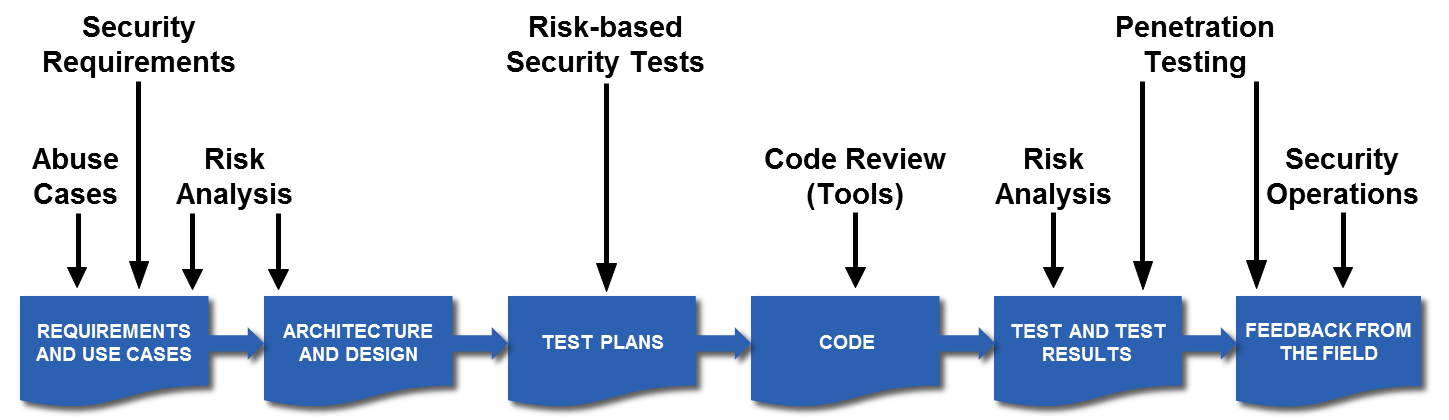 Security
Requirements
Risk-based
Security Tests
Penetration
Testing
Abuse
Cases
Risk
Analysis
Code Review
(Tools)
Risk
Analysis
Security
Operations
REQUIREMENTS
AND USE CASES
ARCHITECTURE
AND DESIGN
TEST PLANS
CODE
TEST AND TEST
RESULTS
FEEDBACK FROM
THE FIELD